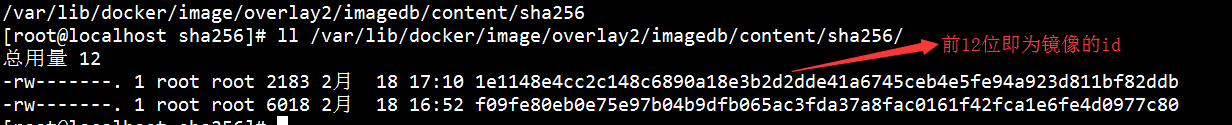 /var/lib/docker/image/overlay2/imagedb/content/sha256
[root@localhost sha256]# ll /var/lib/docker/image/overlay2/imagedb/content/sha256/
前12位即为镜像的id
总用量 12
-rw-------. 1 root root 2183 2月  18 17:10 1e1148e4cc2c148c6890a18e3b2d2dde41a6745ceb4e5fe94a923d811bf82ddb
-rw-------. 1 root root 6018 2月  18 16:52 f09fe80eb0e75e97b04b9dfb065ac3fda37a8fac0161f42fca1e6fe4d0977c80
[root@localhost sha256]#